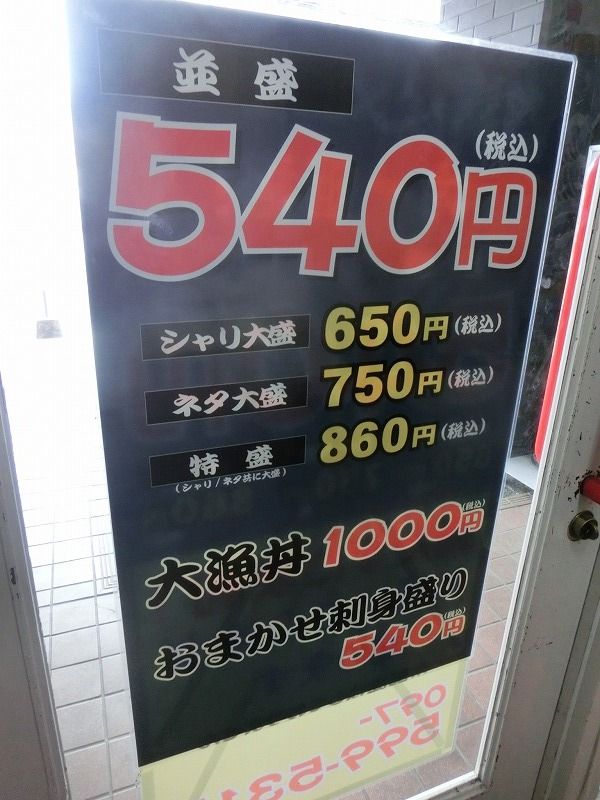 並盛
540円(税込)
シャリ大盛 650円(税込)
ネタ大盛 750円(税込)
特盛 860円(税込)
(シャリ/ネタ共に大盛)
大漁丼 1000円(税込)
おまかせ刺身盛り
540円(税込)
097-
599-531